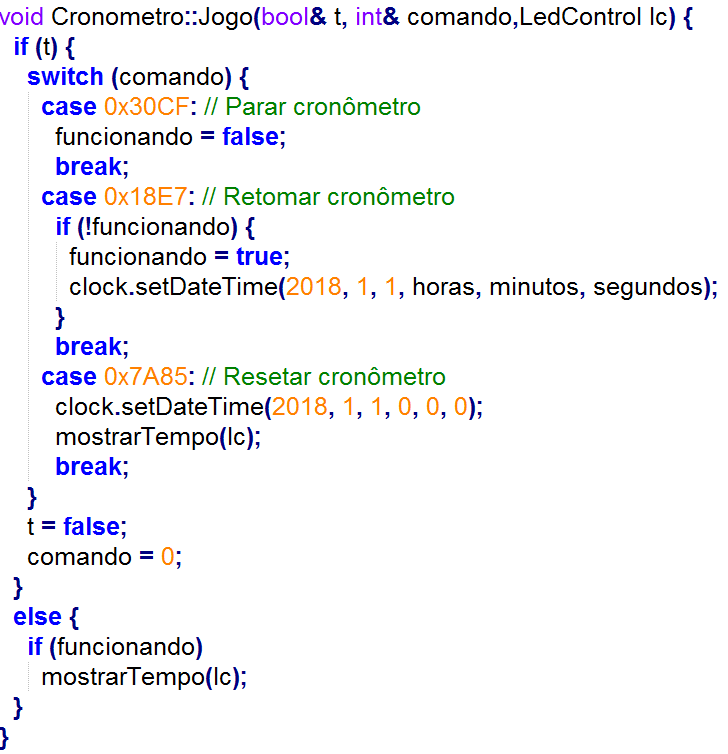 void Cronometro::Jogo(bool& t, int& comando,LedControl lc) {
if (t) {
switch (comando) {
case 0x30CF: // Parar cronômetro
funcionando = false;
break;
case 0x18E7: // Retomar cronômetro
if (!funcionando) {
funcionando = true;
clock.setDateTime(2018, 1, 1, horas, minutos, segundos);
}
break;
case 0x7A85: // Resetar cronômetro
clock.setDateTime(2018, 1, 1, 0, 0, 0);
mostrarTempo(lc);
break;
}
t = false;
comando = 0;
}
else {
if (funcionando)
mostrarTempo(lc);
}
}